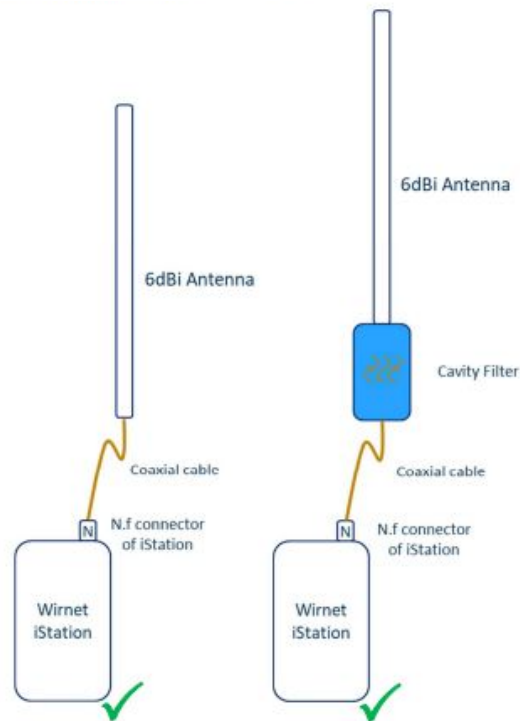 6dBi Antenna
Coaxial cable
N
N.f connector
of iStation
Wirnet
iStation
6dBi Antenna
Cavity Filter
Coaxial cable
N
N.f connector
of iStation
Wirnet
iStation